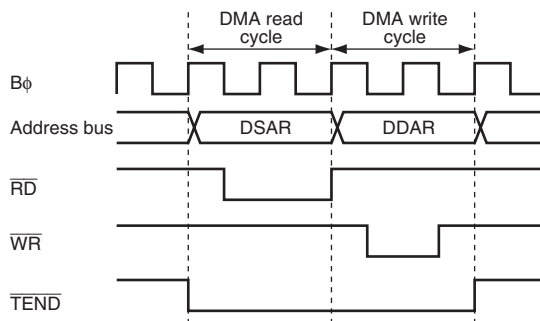 DMA read cycle
DMA write cycle
Bϕ
Address bus
DSAR
DDAR
RD
WR
TEND